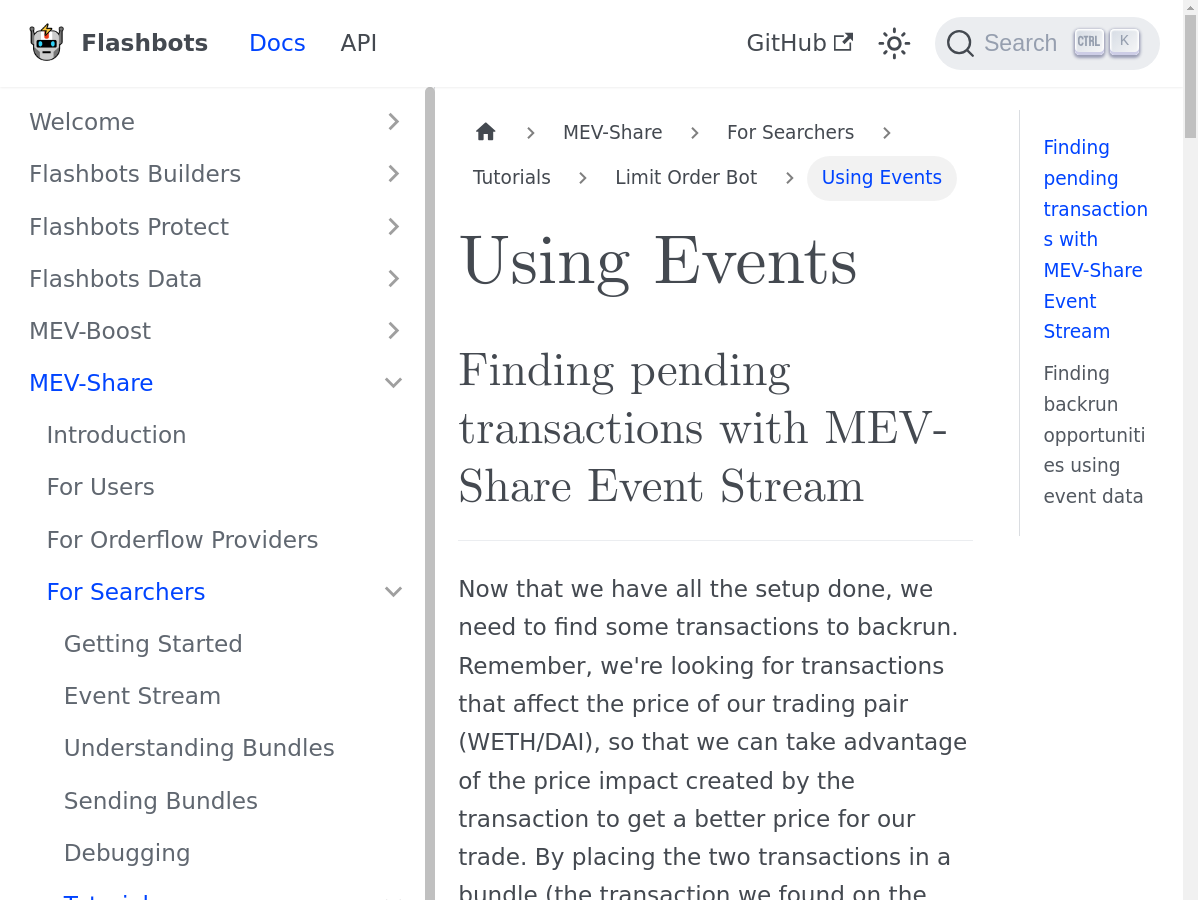 Flashbots Docs API GitHub Search CTRL K
Welcome
Flashbots Builders
Flashbots Protect
Flashbots Data
MEV-Boost
MEV-Share
Introduction
For Users
For Orderflow Providers
For Searchers
Getting Started
Event Stream
Understanding Bundles
Sending Bundles
Debugging
Tutorials
MEV-Share For Searchers
Tutorials Limit Order Bot Using Events
Using Events
Finding pending
transactions with MEV-
Share Event Stream
Now that we have all the setup done, we
need to find some transactions to backrun.
Remember, we're looking for transactions
that affect the price of our trading pair
(WETH/DAI), so that we can take advantage
of the price impact created by the
transaction to get a better price for our
trade. By placing the two transactions in a
bundle (the transaction we found on the
Finding
pending
transaction
s with
MEV-Share
Event
Stream
Finding
backrun
opportuniti
es using
event data